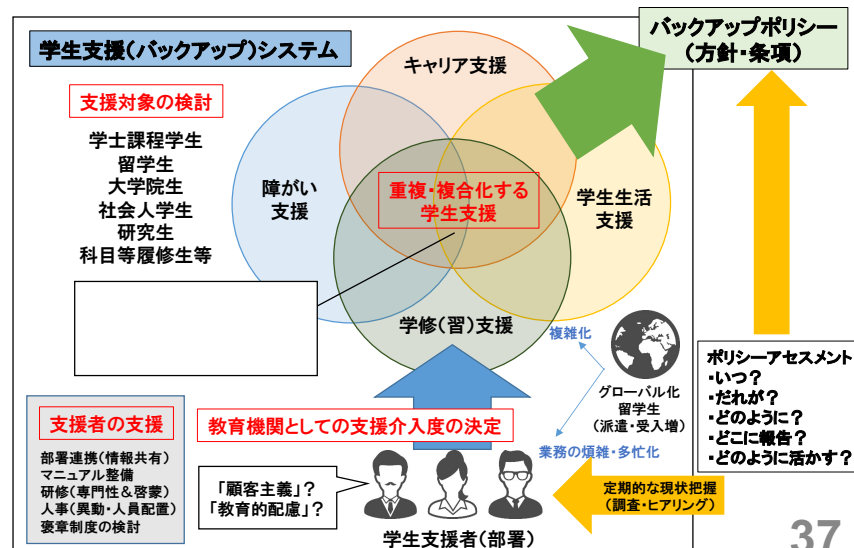 学生支援(バックアップ)システム
バックアップポリシー
(方針・条項)
キャリア支援
支援対象の検討
学士課程学生
留学生
大学院生
社会人学生
研究生
科目等履修生等
障がい
支援
重複・複合化する
学生支援
学生生活
支援
学修(習)支援
複雑化
グローバル化
留学生
(派遣・受入増)
業務の煩雑・多忙化
ポリシーアセスメント
・いつ?
・だれが?
・どのように?
・どこに報告?
・どのように活かす?
支援者の支援
部署連携(情報共有)
マニュアル整備
研修(専門性&啓蒙)
人事(異動・人員配置)
褒章制度の検討
教育機関としての支援介入度の決定
「顧客主義」?
「教育的配慮」?
定期的な現状把握
(調査・ヒアリング)
学生支援者(部署)
37